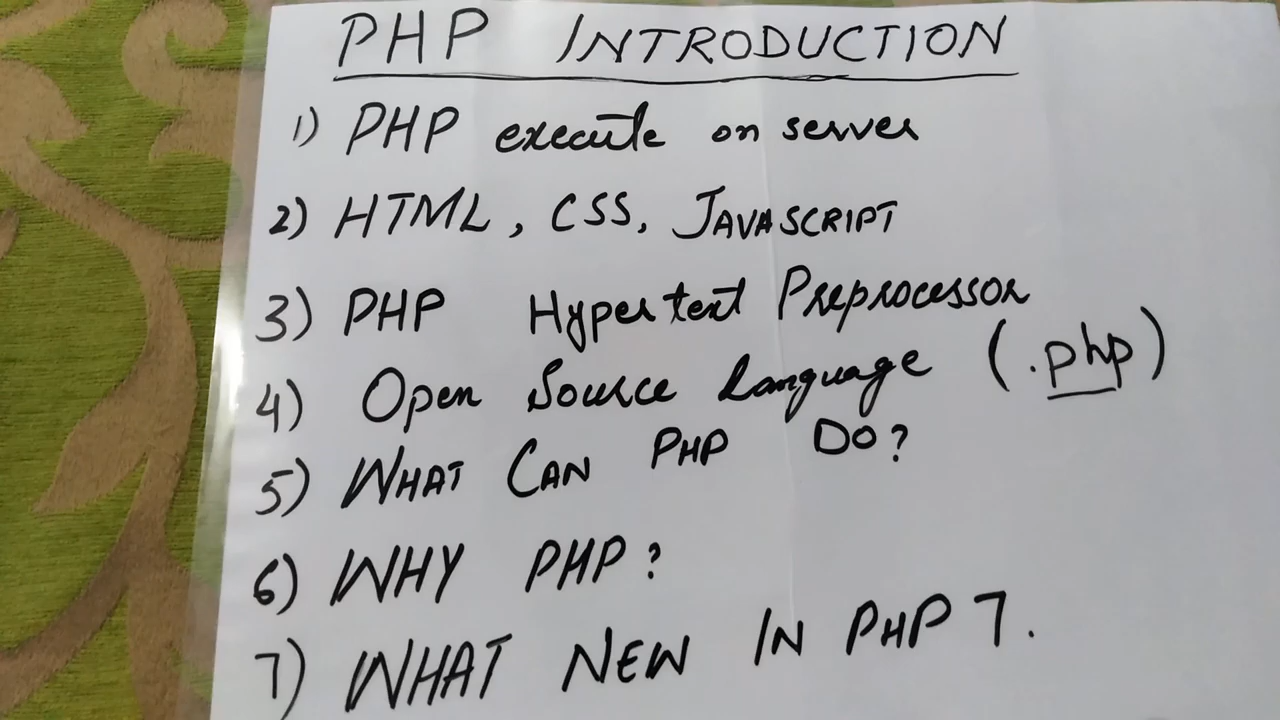 PHP INTRODUCTION
1) PHP execute on server
2) HTML, CSS, JAVASCRIPT
3) PHP Hypertext Preprocessor
4) Open Source Language (.php)
5) WHAT CAN PHP DO?
6) WHY PHP?
7) WHAT NEW IN PHP 7.